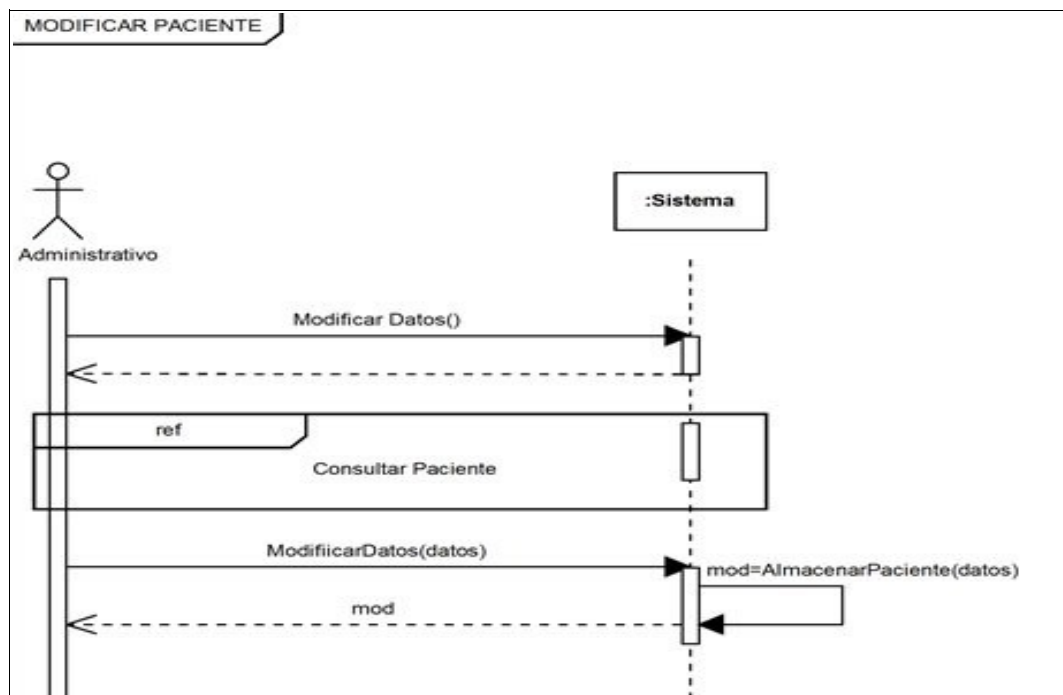 MODIFICAR PACIENTE
:Sistema
Administrativo
Modificar Datos()
ref
Consultar Paciente
ModifiicarDatos(datos)
mod=AlmacenarPaciente(datos)
mod